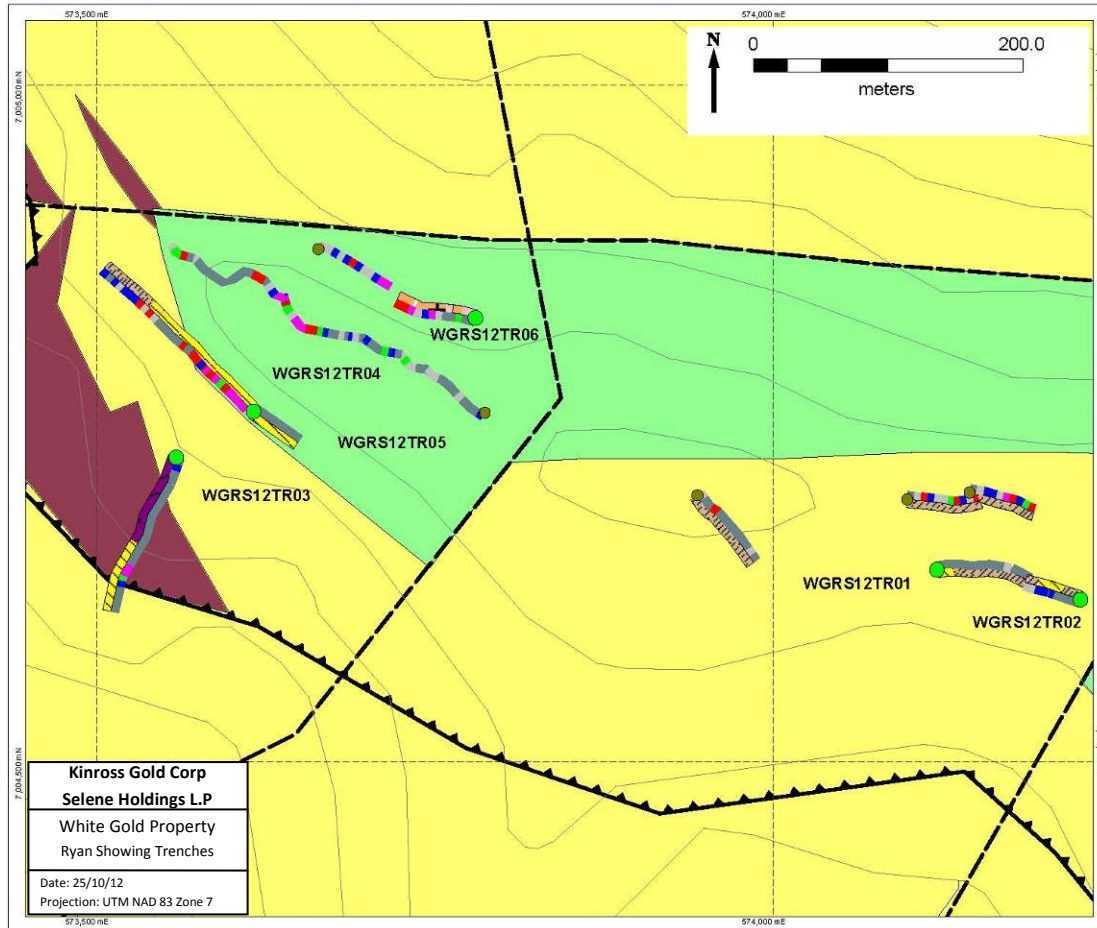 573,500 mE
574,000 mE
N
0
200.0
meters
7,005,000 mN
WGRS12TR06
WGRS12TR04
WGRS12TR05
WGRS12TR03
WGRS12TR01
WGRS12TR02
7,004,500 mN
Kinross Gold Corp
Selene Holdings L.P
White Gold Property
Ryan Showing Trenches
Date: 25/10/12
Projection: UTM NAD 83 Zone 7
573,500 mE
574,000 mE